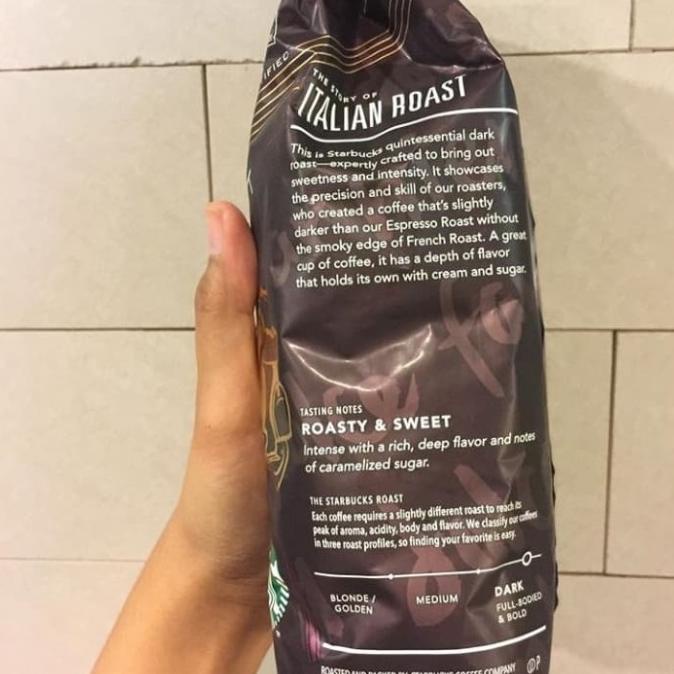 IFIED
THE STORY OF
ITALIAN ROAST
This is Starbucks quintessential dark
roast—expertly crafted to bring out
sweetness and intensity. It showcases
the precision and skill of our roasters,
who created a coffee that's slightly
darker than our Espresso Roast without
the smoky edge of French Roast. A great
cup of coffee, it has a depth of flavor
that holds its own with cream and sugar.
TASTING NOTES
ROASTY & SWEET
Intense with a rich, deep flavor and notes
of caramelized sugar.
THE STARBUCKS ROAST
Each coffee requires a slightly different roast to reach its
peak of aroma, acidity, body and flavor. We classify our coffees
in three roast profiles, so finding your favorite is easy.
BLONDE /
GOLDEN
MEDIUM
DARK
FULL-BODIED
& BOLD
ROASTED AND PACKED BY STARBUCKS COFFEE COMPANY